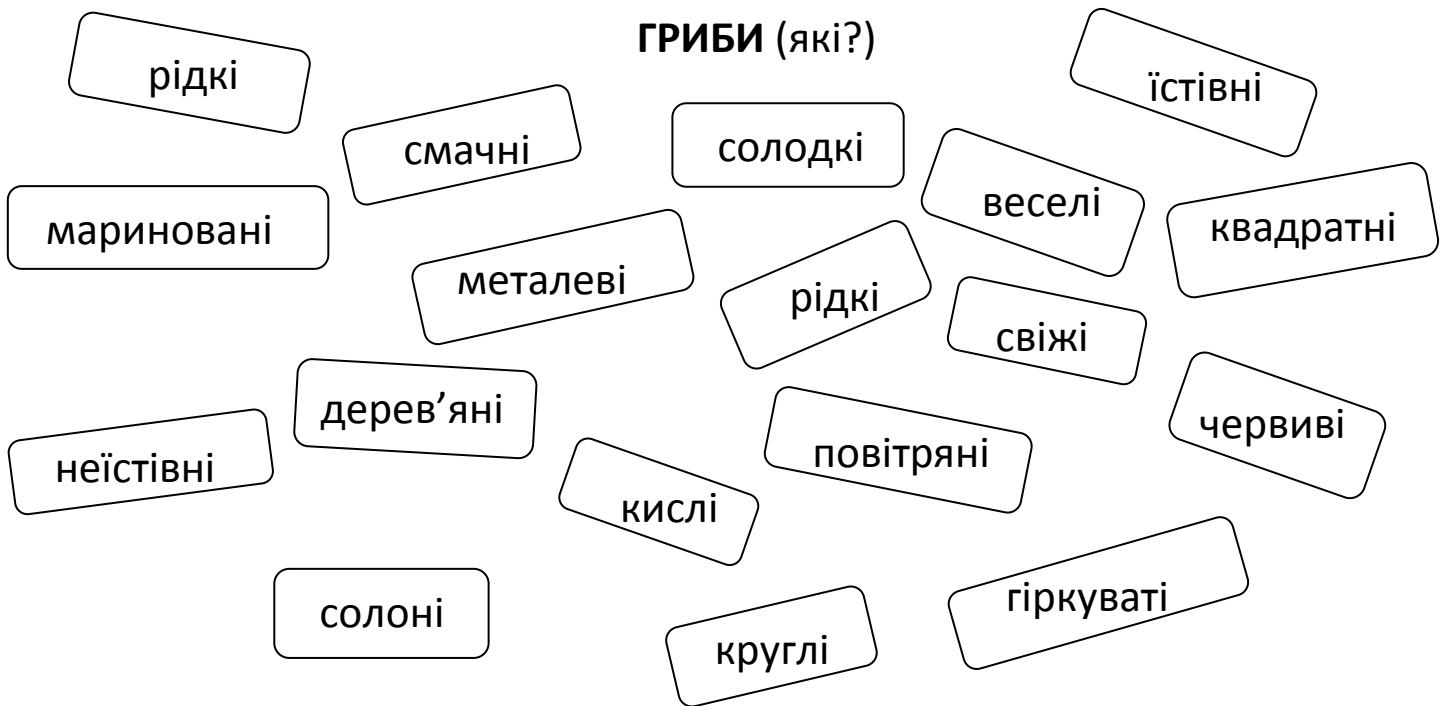 ГРИБИ (які?)
рідкі
їстівні
смачні
солодкі
веселі
мариновані
квадратні
металеві
рідкі
свіжі
дерев’яні
червиві
неїстівні
повітряні
кислі
солоні
гіркуваті
круглі